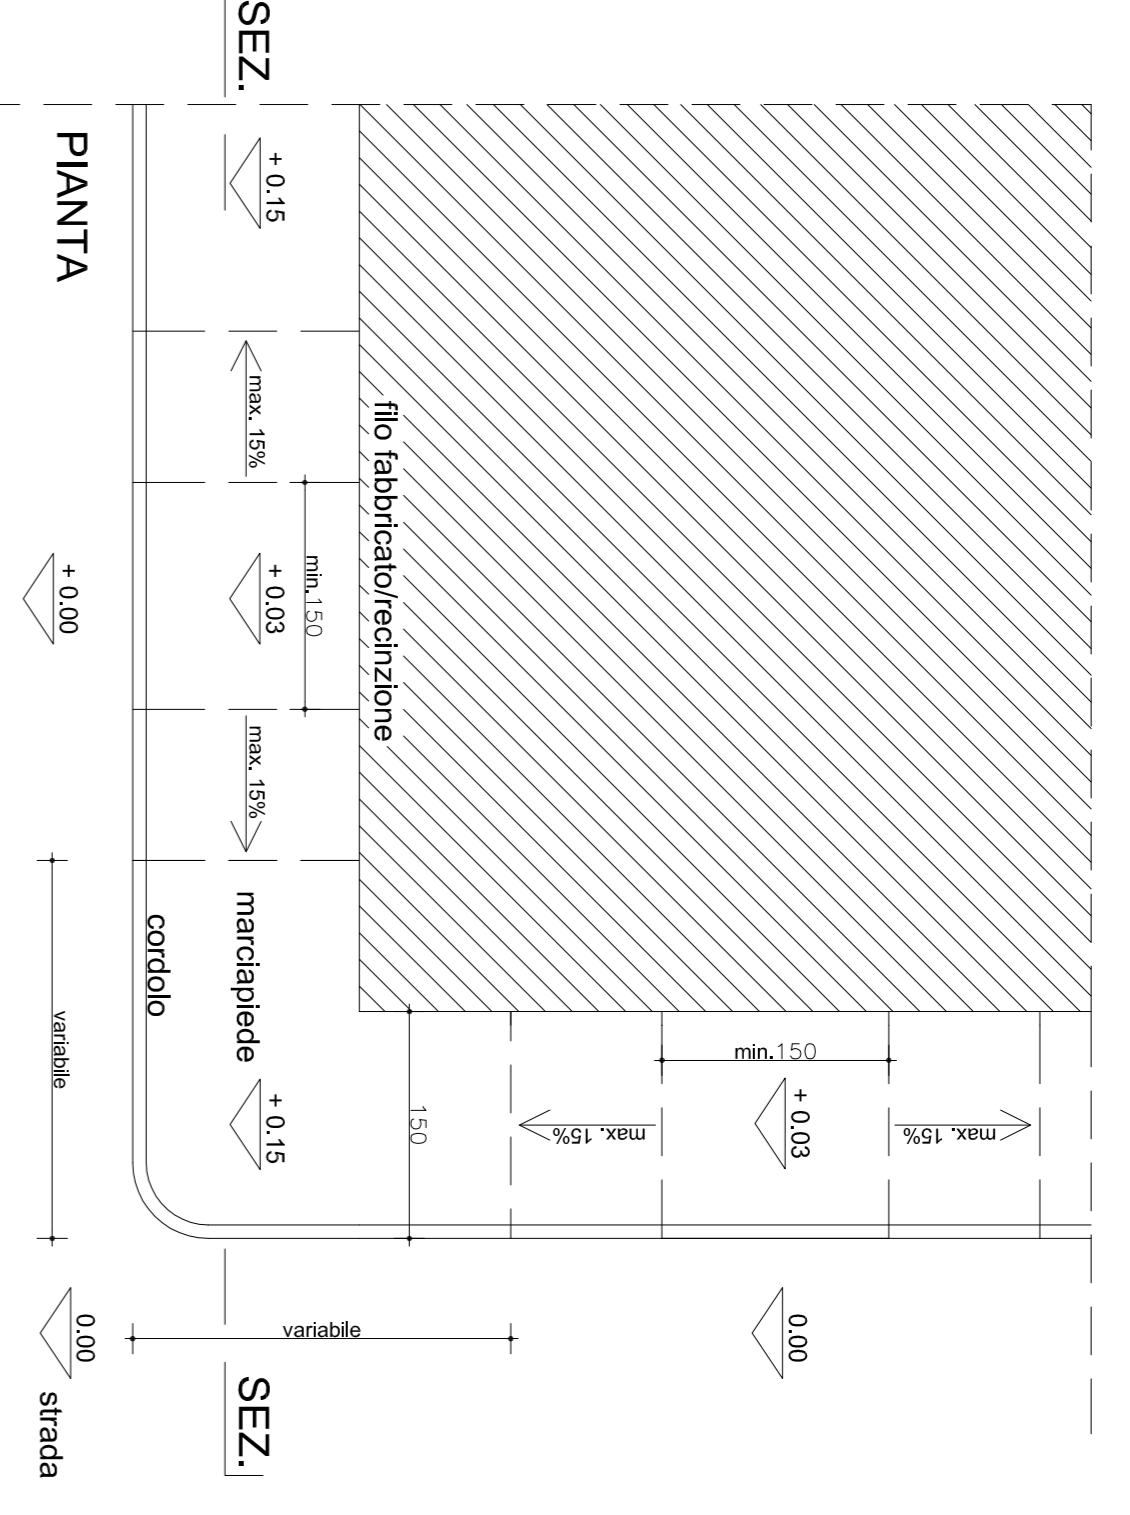 SEZ.
PIANTA
+ 0.15
max. 15%
filo fabbricato/recinzione
+ 0.00
+ 0.03
min.150
max. 15%
cordolo
marciapiede
variabile
+ 0.15
150
min.150
max. 15%
+ 0.03
max. 15%
0.00
strada
variabile
0.00
SEZ.